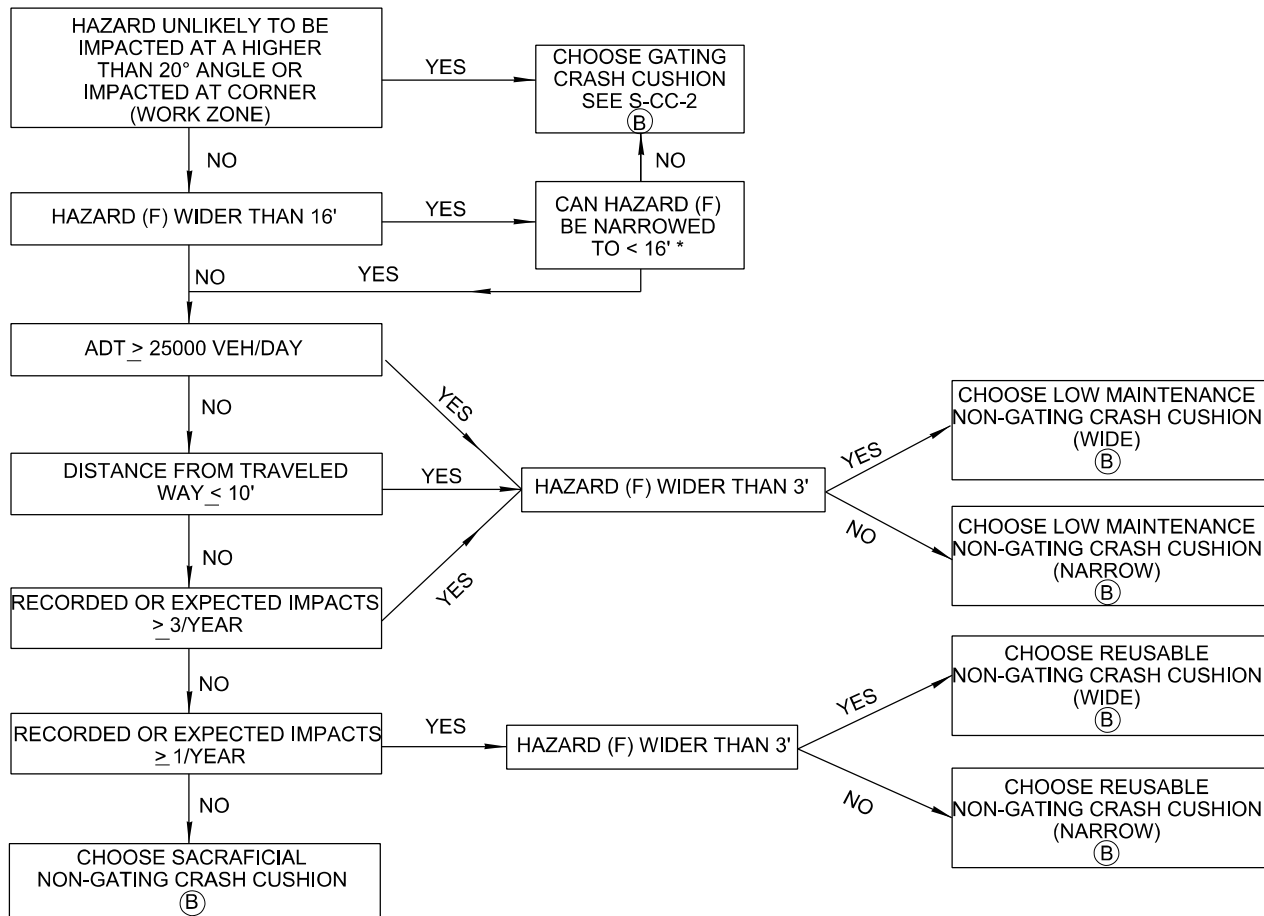 HAZARD UNLIKELY TO BE
IMPACTED AT A HIGHER
THAN 20° ANGLE OR
IMPACTED AT CORNER
(WORK ZONE)
YES
CHOOSE GATING
CRASH CUSHION
SEE S-CC-2
B
NO
NO
HAZARD (F) WIDER THAN 16'
YES
CAN HAZARD (F)
BE NARROWED
TO < 16' *
NO
YES
ADT ≥ 25000 VEH/DAY
YES
NO
DISTANCE FROM TRAVELED
WAY ≤ 10'
YES
HAZARD (F) WIDER THAN 3'
YES
CHOOSE LOW MAINTENANCE
NON-GATING CRASH CUSHION
(WIDE)
B
NO
CHOOSE LOW MAINTENANCE
NON-GATING CRASH CUSHION
(NARROW)
B
NO
RECORDED OR EXPECTED IMPACTS
≥ 3/YEAR
YES
NO
RECORDED OR EXPECTED IMPACTS
≥ 1/YEAR
YES
HAZARD (F) WIDER THAN 3'
YES
CHOOSE REUSABLE
NON-GATING CRASH CUSHION
(WIDE)
B
NO
CHOOSE REUSABLE
NON-GATING CRASH CUSHION
(NARROW)
B
NO
CHOOSE SACRAFICIAL
NON-GATING CRASH CUSHION
B